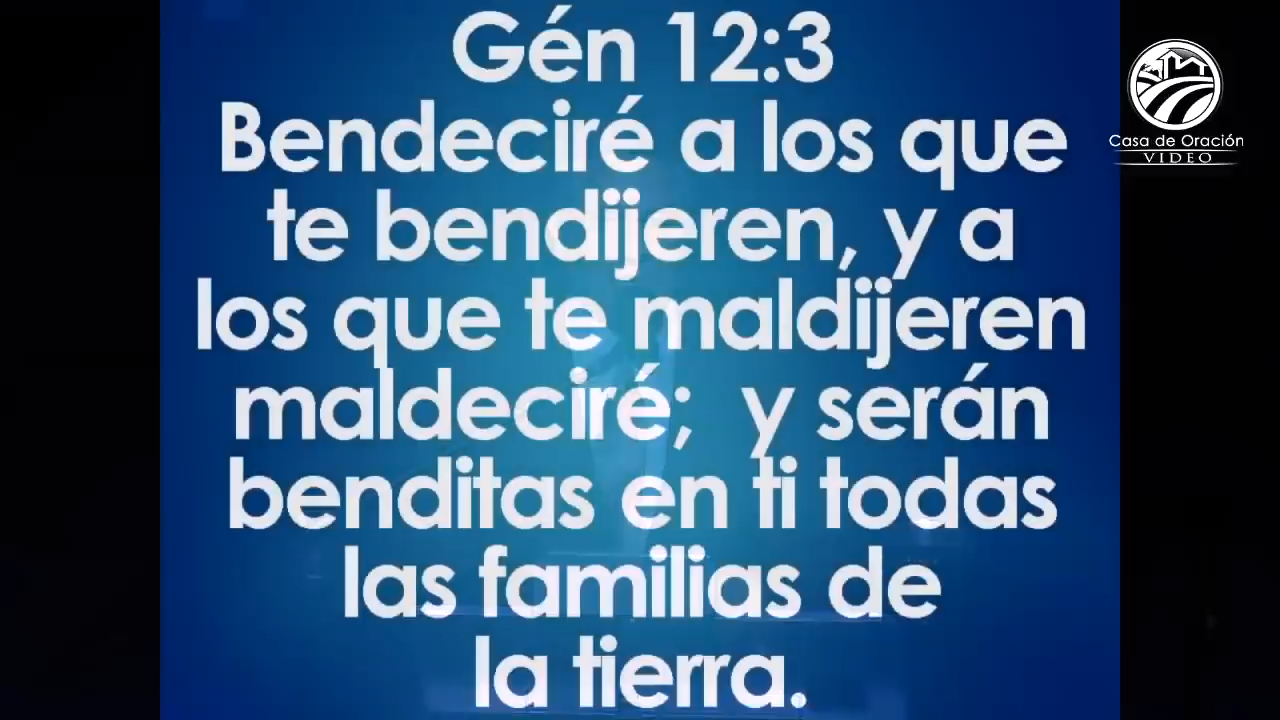 Gén 12:3
Bendeciré a los que
te bendijeren, y a
los que te maldijeren
maldeciré; y serán
benditas en ti todas
las familias de
la tierra.
Casa de Oración
VIDEO